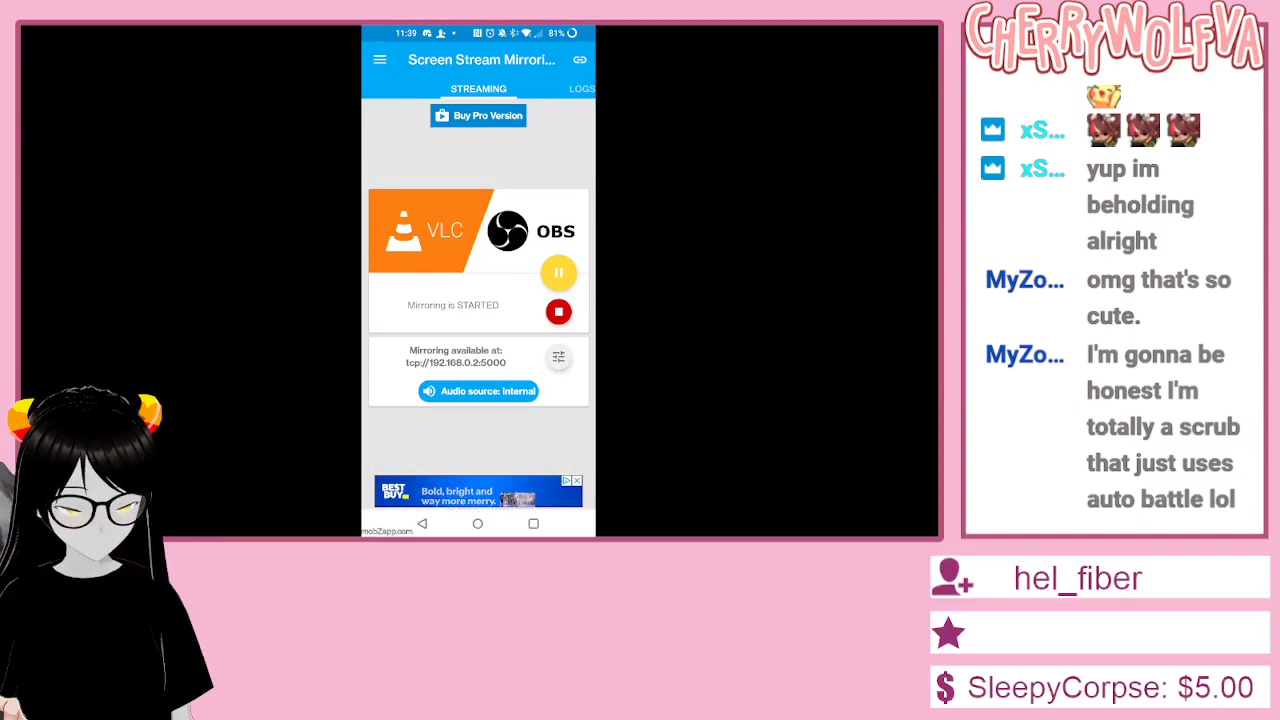 11:39
81%
Screen Stream Mirrori...
STREAMING
LOGS
Buy Pro Version
VLC
OBS
Mirroring is STARTED
Mirroring available at:
tcp://192.168.0.2:5000
Audio source: Internal
BEST
BUY
Bold, bright and
way more merry.
mobZapp.com
CHERRYWOLFVA
xS...
xS...
yup im
beholding
alright
MyZo...
omg that's so
cute.
MyZo...
I'm gonna be
honest I'm
totally a scrub
that just uses
auto battle lol
hel_fiber
$ SleepyCorpse: $5.00